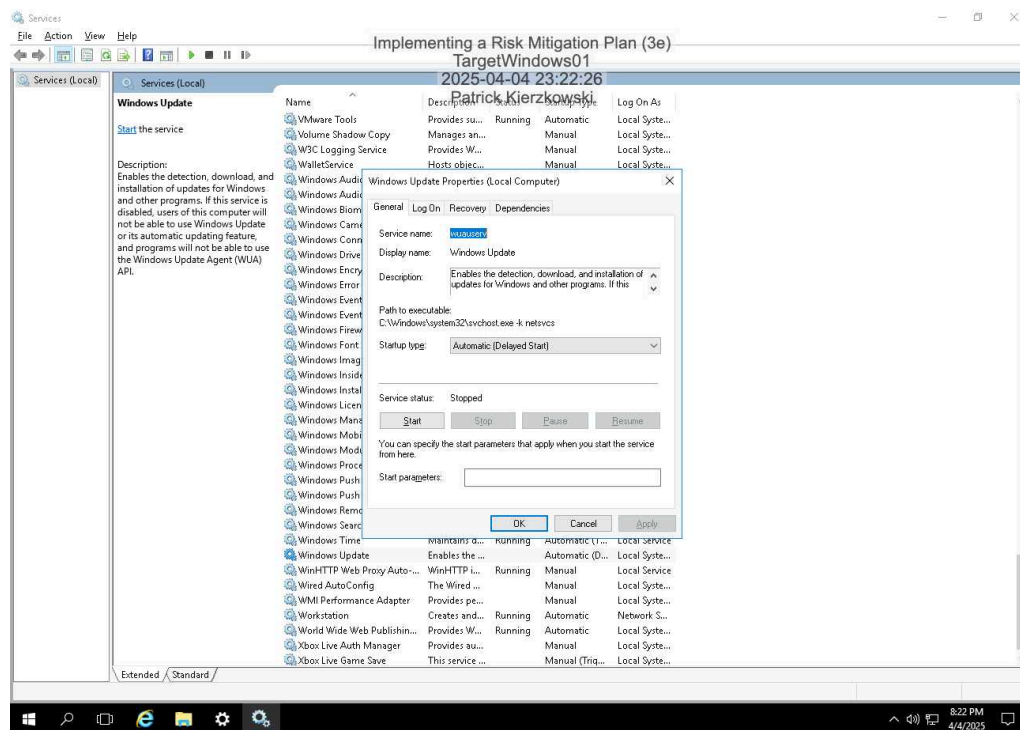 Services
File Action View Help
Implementing a Risk Mitigation Plan (3e)
TargetWindows01
2025-04-04 23:22:26
Patrick Kierzkowski
Services (Local)
Services (Local)
Windows Update
Start the service
Description:
Enables the detection, download, and
installation of updates for Windows
and other programs. If this service is
disabled, users of this computer will
not be able to use Windows Update
or its automatic updating feature,
and programs will not be able to use
the Windows Update Agent (WUA)
API.
Name Description Status Startup Type Log On As
VMware Tools Provides su... Running Automatic Local Syste...
Volume Shadow Copy Manages an... Manual Local Syste...
W3C Logging Service Provides W... Manual Local Syste...
WalletService Hosts objec... Manual Local Syste...
Windows Audio
Windows Audio
Windows Biom
Windows Came
Windows Conn
Windows Drive
Windows Encry
Windows Error
Windows Event
Windows Event
Windows Firew
Windows Font
Windows Imag
Windows Inside
Windows Instal
Windows Licen
Windows Mana
Windows Mobi
Windows Modu
Windows Proce
Windows Push
Windows Push
Windows Remo
Windows Searc
Windows Time Maintains a... Running Automatic (T... Local Service
Windows Update Enables the ... Automatic (D... Local Syste...
WinHTTP Web Proxy Auto-... WinHTTP i... Running Manual Local Service
Wired AutoConfig The Wired ... Manual Local Syste...
WMI Performance Adapter Provides pe... Manual Local Syste...
Workstation Creates and... Running Automatic Network S...
World Wide Web Publishin... Provides W... Running Automatic Local Syste...
Xbox Live Auth Manager Provides au... Manual Local Syste...
Xbox Live Game Save This service ... Manual (Trig... Local Syste...
Windows Update Properties (Local Computer)
General Log On Recovery Dependencies
Service name: wuauserv
Display name: Windows Update
Description: Enables the detection, download, and installation of
updates for Windows and other programs. If this
Path to executable:
C:\Windows\system32\svchost.exe -k netsvcs
Startup type: Automatic (Delayed Start)
Service status: Stopped
Start Stop Pause Resume
You can specify the start parameters that apply when you start the service
from here.
Start parameters:
OK Cancel Apply
Extended Standard
8:22 PM
4/4/2025